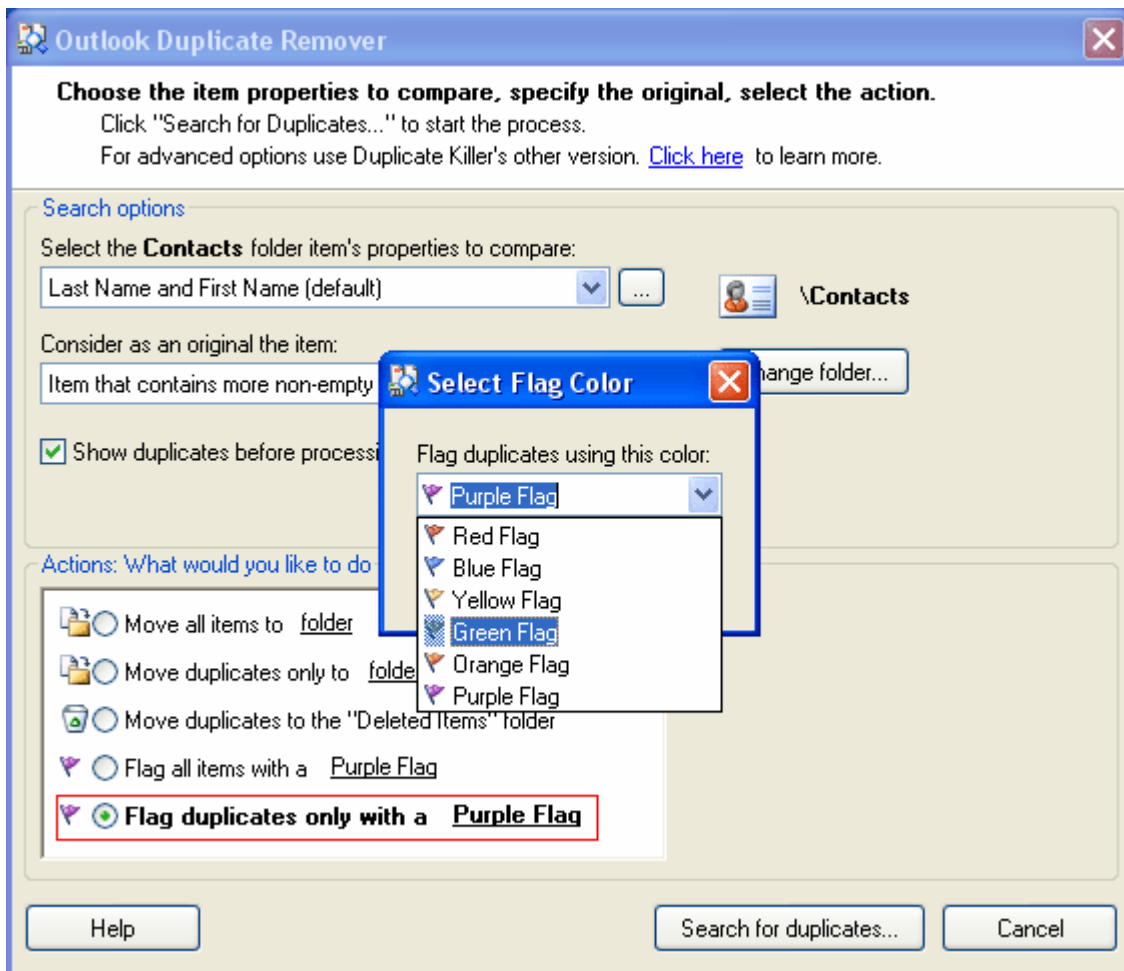 Outlook Duplicate Remover
Choose the item properties to compare, specify the original, select the action.
Click "Search for Duplicates..." to start the process.
For advanced options use Duplicate Killer's other version. Click here to learn more.
Search options
Select the Contacts folder item's properties to compare:
Last Name and First Name (default)
...
\Contacts
Consider as an original the item:
Item that contains more non-empty
hange folder...
Show duplicates before processi
Select Flag Color
Flag duplicates using this color:
Purple Flag
Red Flag
Blue Flag
Yellow Flag
Green Flag
Orange Flag
Purple Flag
Actions: What would you like to do
Move all items to folder
Move duplicates only to folde
Move duplicates to the "Deleted Items" folder
Flag all items with a Purple Flag
Flag duplicates only with a Purple Flag
Help
Search for duplicates...
Cancel